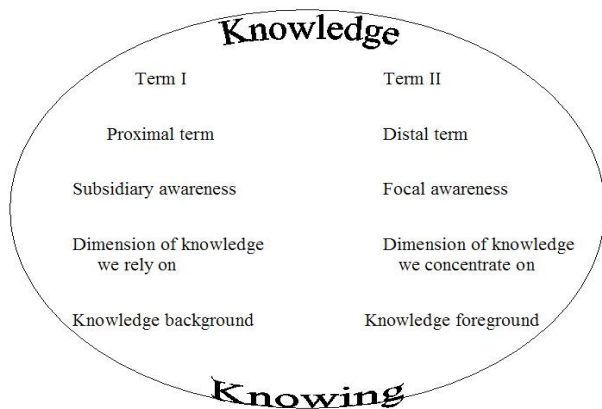 Knowledge
Term I Term II
Proximal term Distal term
Subsidiary awareness Focal awareness
Dimension of knowledge Dimension of knowledge
we rely on we concentrate on
Knowledge background Knowledge foreground
Knowing